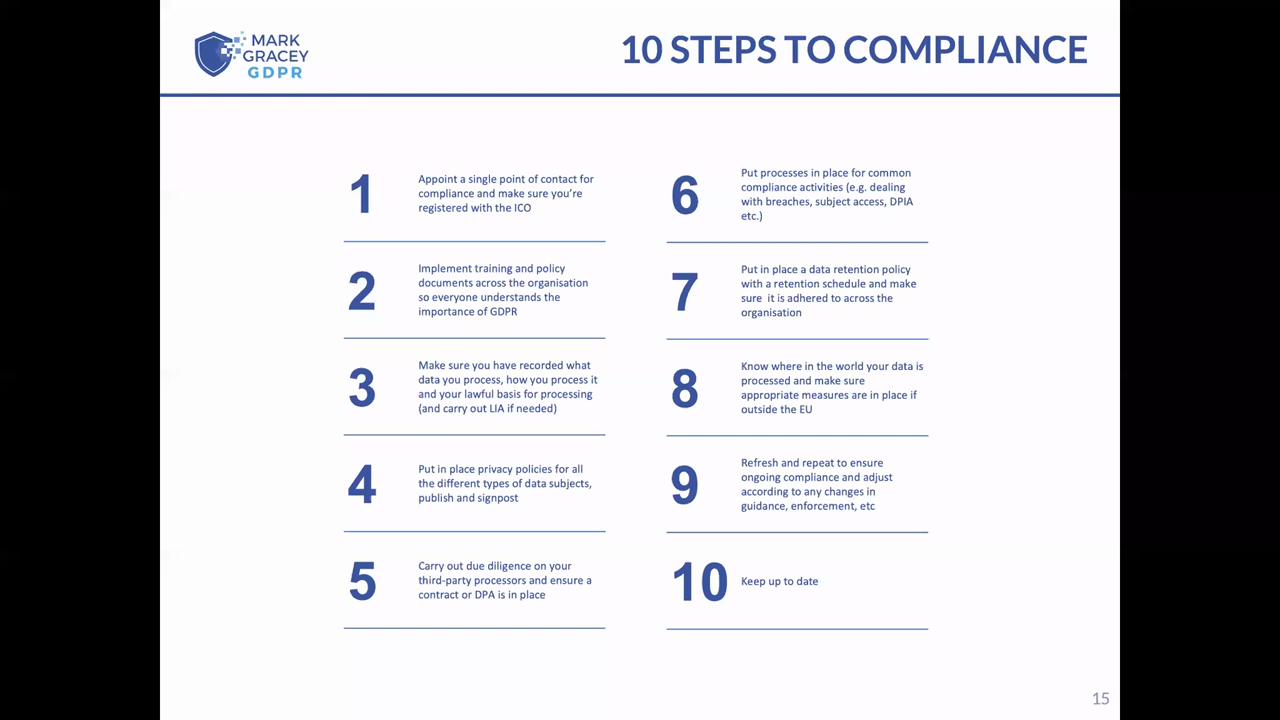 MARK
GRACEY
GDPR
10 STEPS TO COMPLIANCE
1
Appoint a single point of contact for
compliance and make sure you're
registered with the ICO
2
Implement training and policy
documents across the organisation
so everyone understands the
importance of GDPR
3
Make sure you have recorded what
data you process, how you process it
and your lawful basis for processing
(and carry out LIA if needed)
4
Put in place privacy policies for all
the different types of data subjects,
publish and signpost
5
Carry out due diligence on your
third-party processors and ensure a
contract or DPA is in place
6
Put processes in place for common
compliance activities (e.g. dealing
with breaches, subject access, DPIA
etc.)
7
Put in place a data retention policy
with a retention schedule and make
sure  it is adhered to across the
organisation
8
Know where in the world your data is
processed and make sure
appropriate measures are in place if
outside the EU
9
Refresh and repeat to ensure
ongoing compliance and adjust
according to any changes in
guidance, enforcement, etc
10
Keep up to date
15